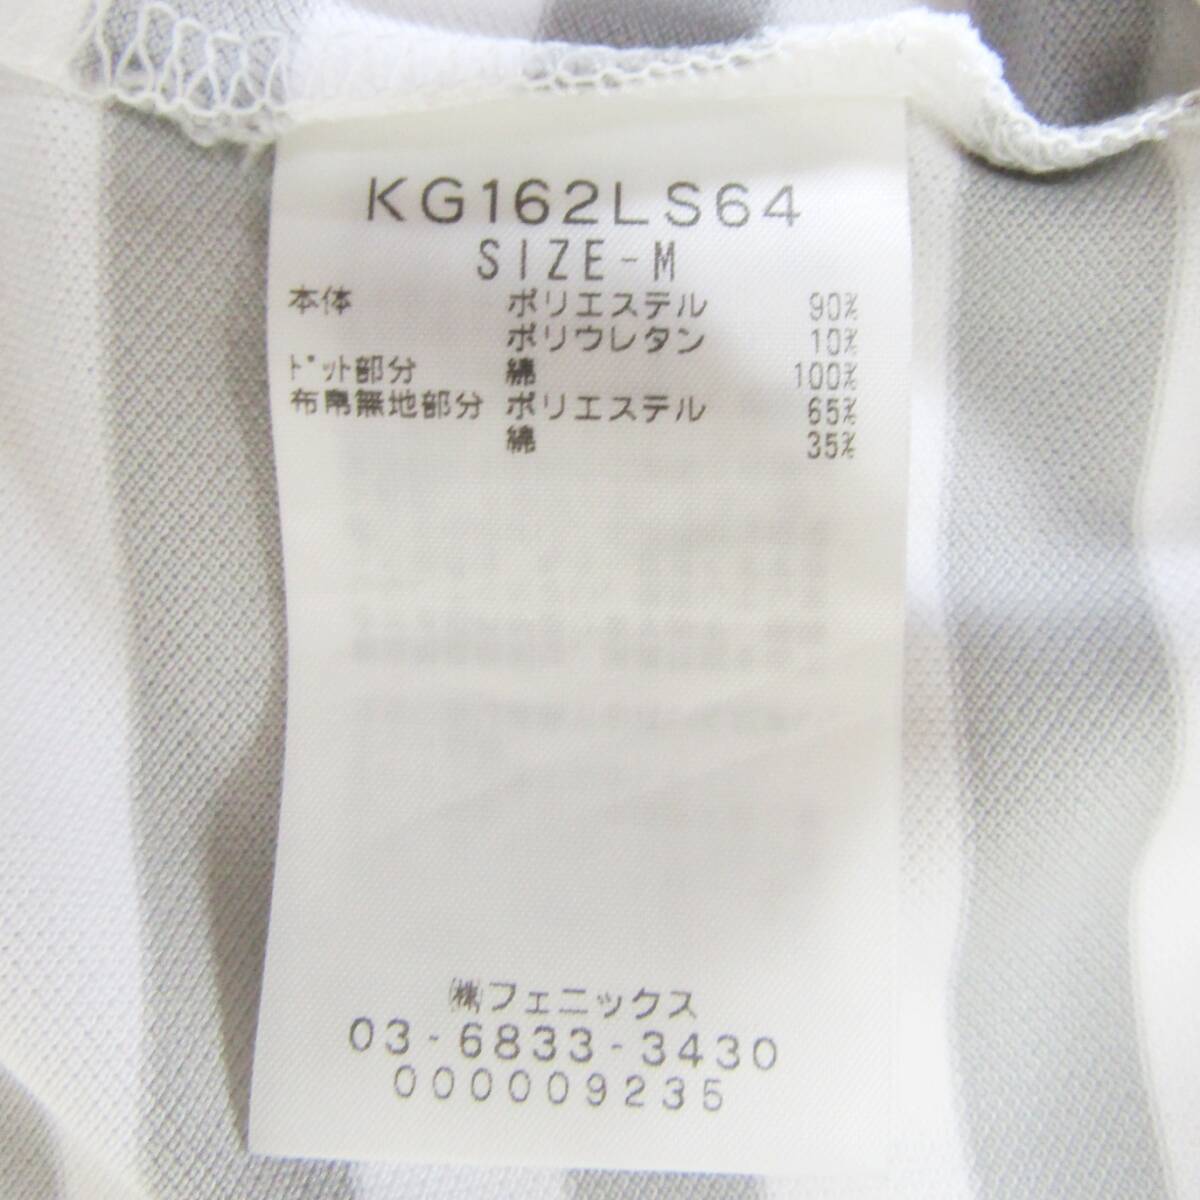 KG162LS64
SIZE-M
本体 ポリエステル 90%
ポリウレタン 10%
ﾄﾞｯﾄ部分 綿 100%
布帛無地部分 ポリエステル 65%
綿 35%
㈱フェニックス
03-6833-3430
000009235